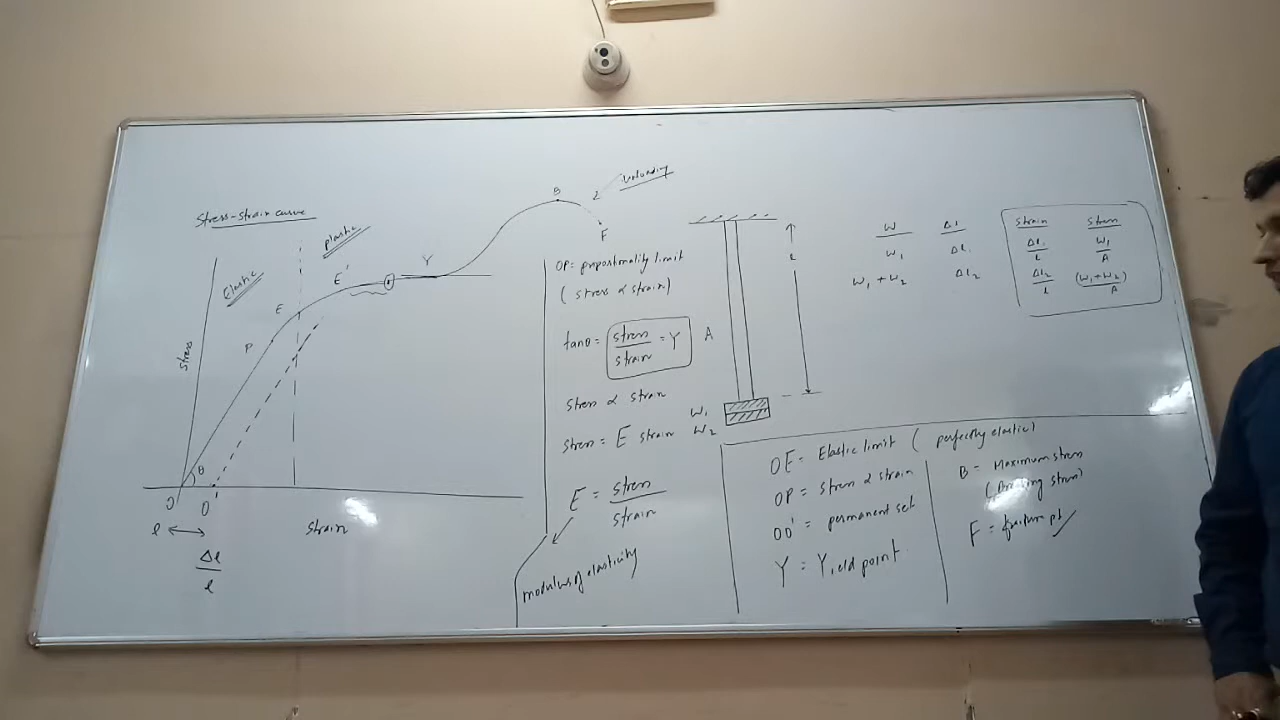 Stress-strain curve
Elastic
plastic
Stress
P
E
E'
Y
B
2
unloading
F
θ
O
O'
l
Δl
l
strain
OP = proportionality limit
( stress α strain)
tanθ = stress
strain
= Y
A
stress α strain
stress = E strain
E = stress
strain
modulus of elasticity
l
W₁
W₂
W Δl
W₁ Δl₁
W₁ + W₂ Δl₂
strain stress
Δl₁
l
W₁
A
Δl₂
l
(W₁+W₂)
A
OE = Elastic limit ( perfectly elastic)
OP = stress α strain
OO' = permanent set
Y = Yield point
B = Maximum stress
(Breaking stress)
F = fracture pt